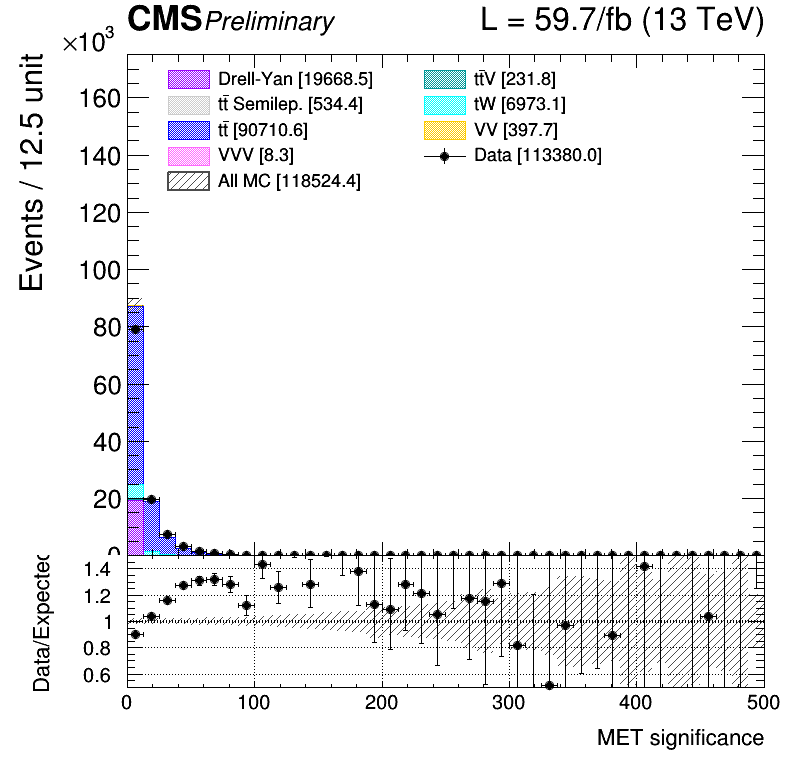 CMS Preliminary L = 59.7/fb (13 TeV)
×10³
Events / 12.5 unit
160
140
120
100
80
60
40
20
0
Drell-Yan [19668.5]
tt̄ Semilep. [534.4]
tt̄ [90710.6]
VVV [8.3]
All MC [118524.4]
tt̄V [231.8]
tW [6973.1]
VV [397.7]
Data [113380.0]
Data/Expected
1.4
1.2
1
0.8
0.6
0 100 200 300 400 500
MET significance